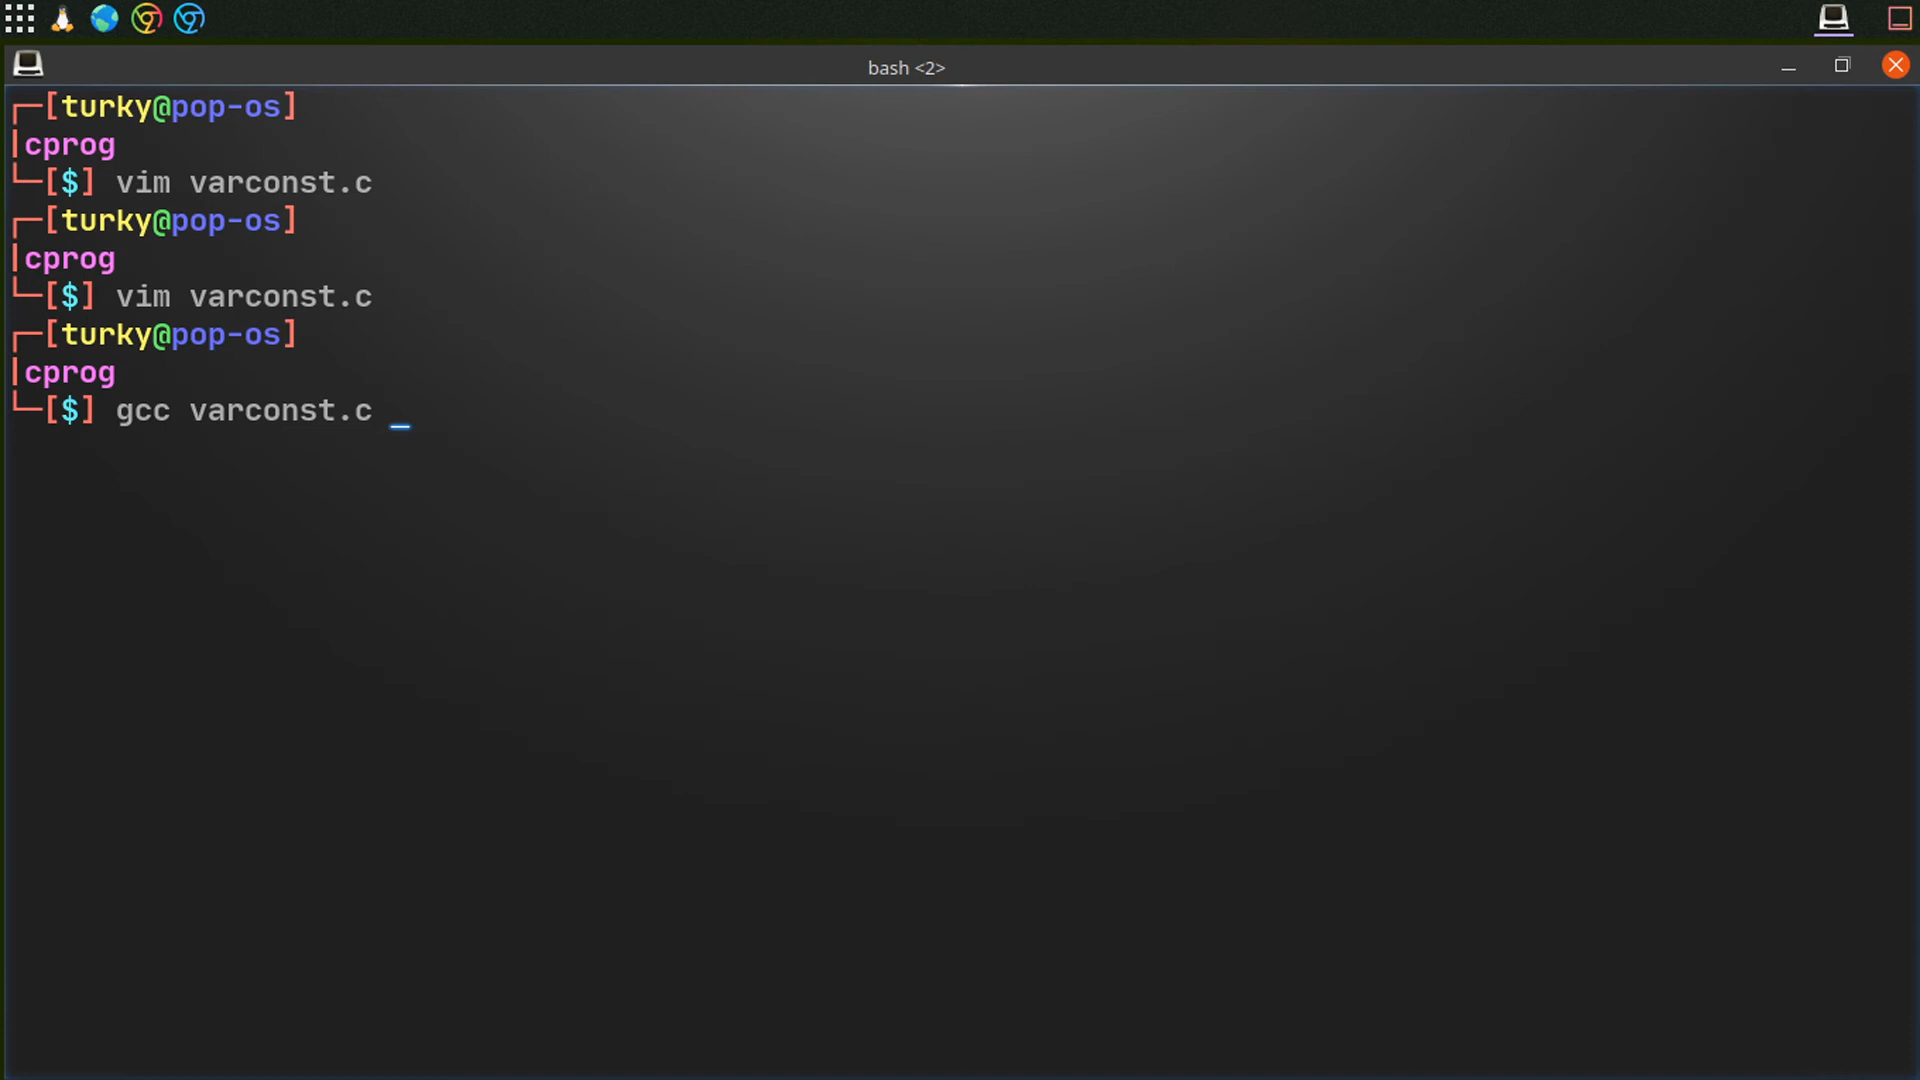 bash <2>
┌─[turky@pop-os]
|cprog
└─[$] vim varconst.c
┌─[turky@pop-os]
|cprog
└─[$] vim varconst.c
┌─[turky@pop-os]
|cprog
└─[$] gcc varconst.c _